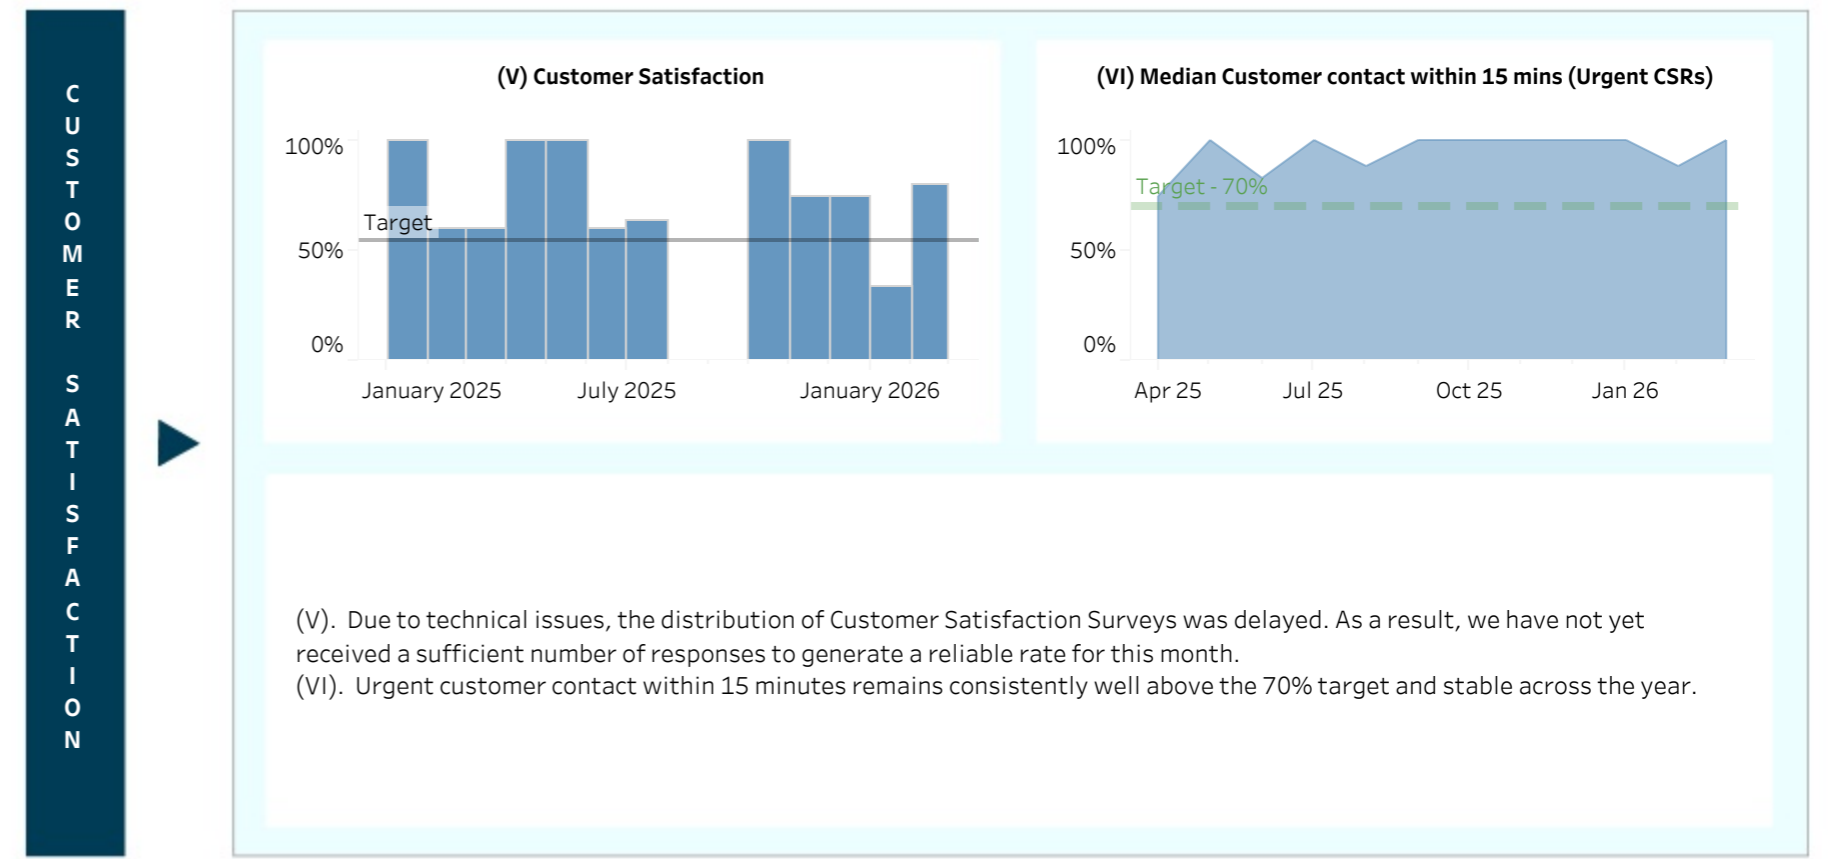 CUSTOMER SATISFACTION
(V) Customer Satisfaction
100%
50%
0%
Target
January 2025
July 2025
January 2026
(VI) Median Customer contact within 15 mins (Urgent CSRs)
100%
50%
0%
Target - 70%
Apr 25
Jul 25
Oct 25
Jan 26
(V).  Due to technical issues, the distribution of Customer Satisfaction Surveys was delayed. As a result, we have not yet
received a sufficient number of responses to generate a reliable rate for this month.
(VI).  Urgent customer contact within 15 minutes remains consistently well above the 70% target and stable across the year.